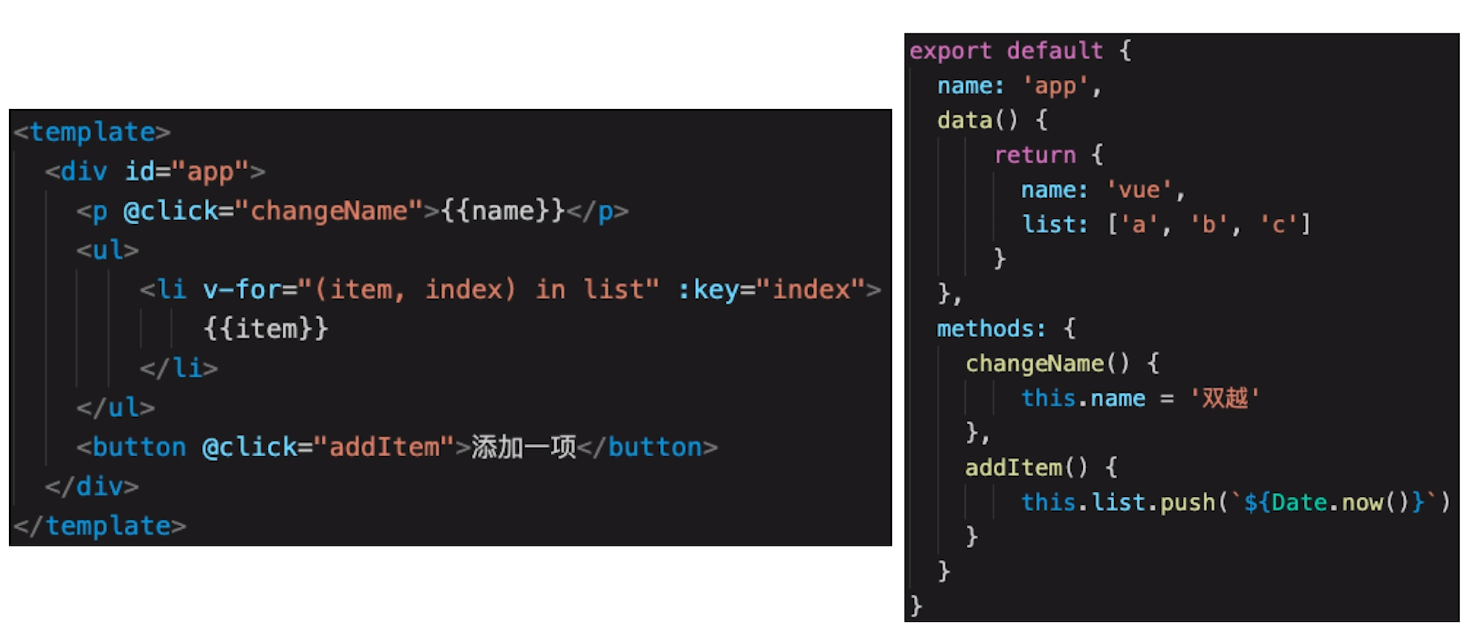 <template>
  <div id="app">
    <p @click="changeName">{{name}}</p>
    <ul>
        <li v-for="(item, index) in list" :key="index">
            {{item}}
        </li>
    </ul>
    <button @click="addItem">添加一项</button>
  </div>
</template>
export default {
  name: 'app',
  data() {
      return {
        name: 'vue',
        list: ['a', 'b', 'c']
      }
  },
  methods: {
    changeName() {
        this.name = '双越'
    },
    addItem() {
        this.list.push(`${Date.now()}`)
    }
  }
}